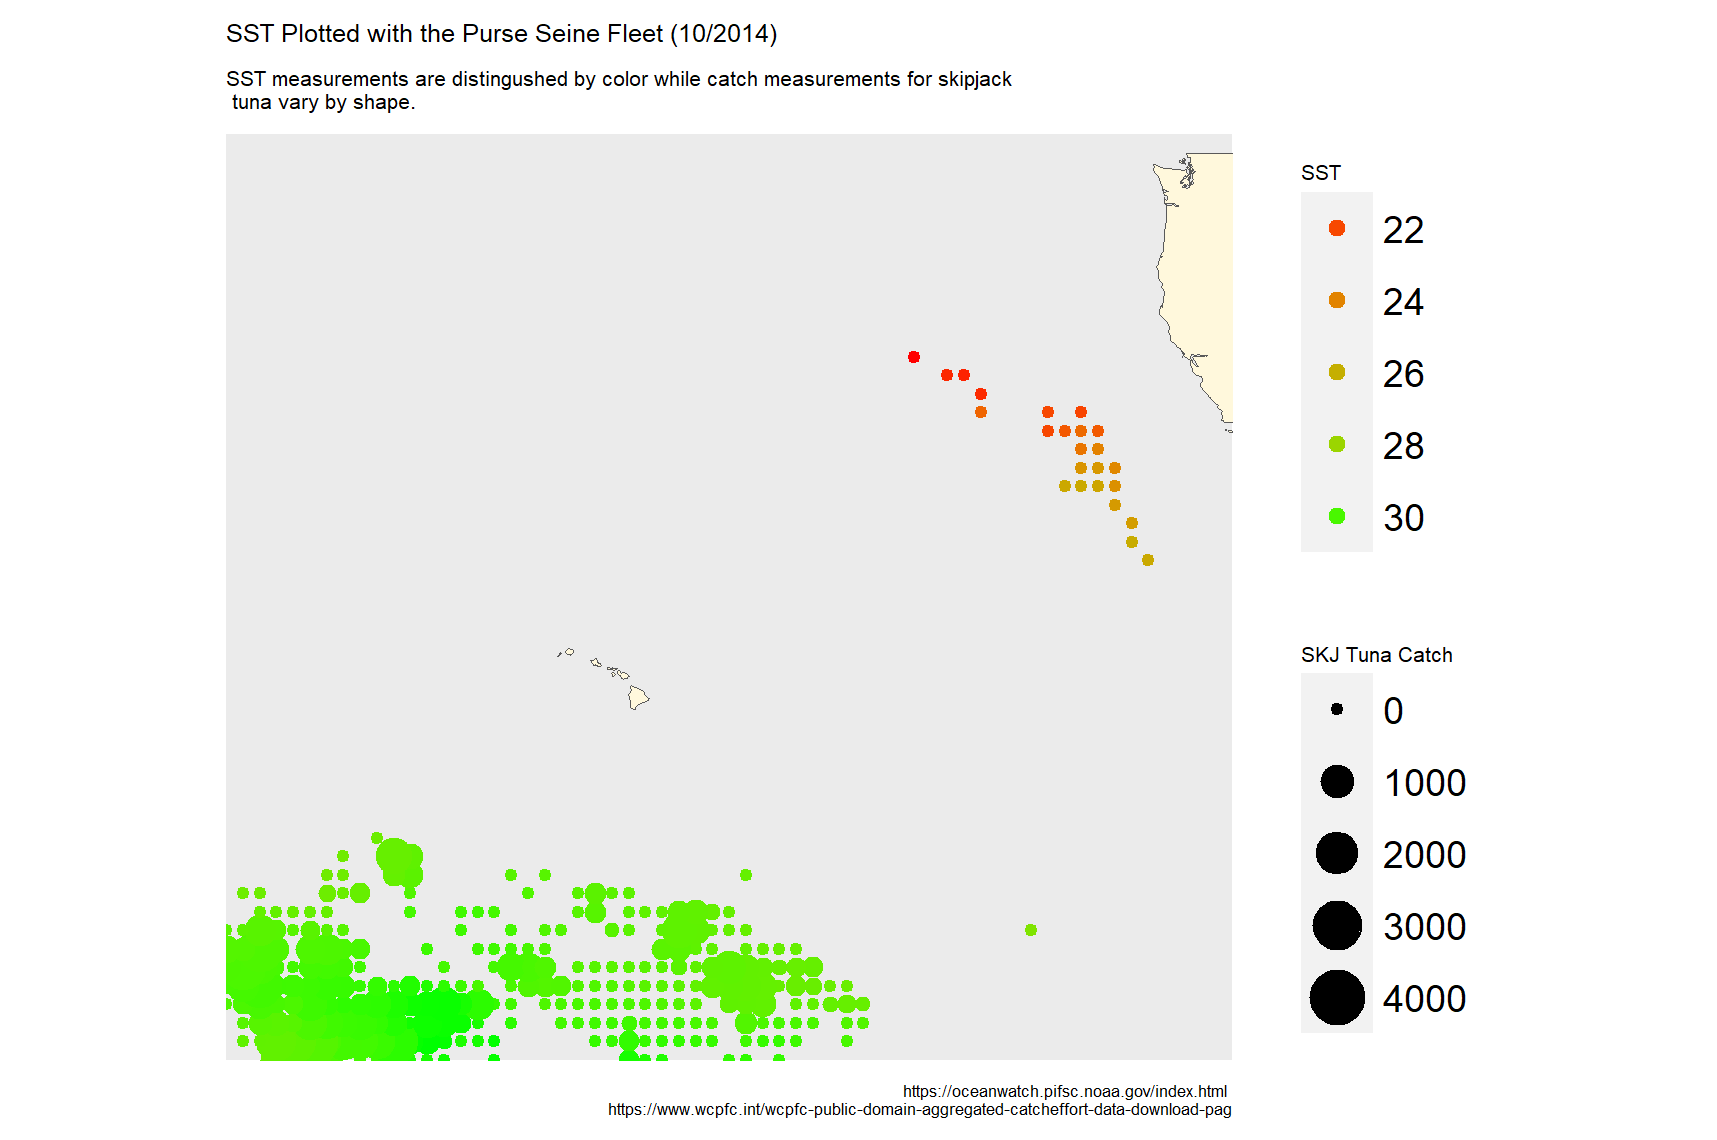 SST Plotted with the Purse Seine Fleet (10/2014)
SST measurements are distingushed by color while catch measurements for skipjack
tuna vary by shape.
SST
22
24
26
28
30
SKJ Tuna Catch
0
1000
2000
3000
4000
https://oceanwatch.pifsc.noaa.gov/index.html
https://www.wcpfc.int/wcpfc-public-domain-aggregated-catcheffort-data-download-pag